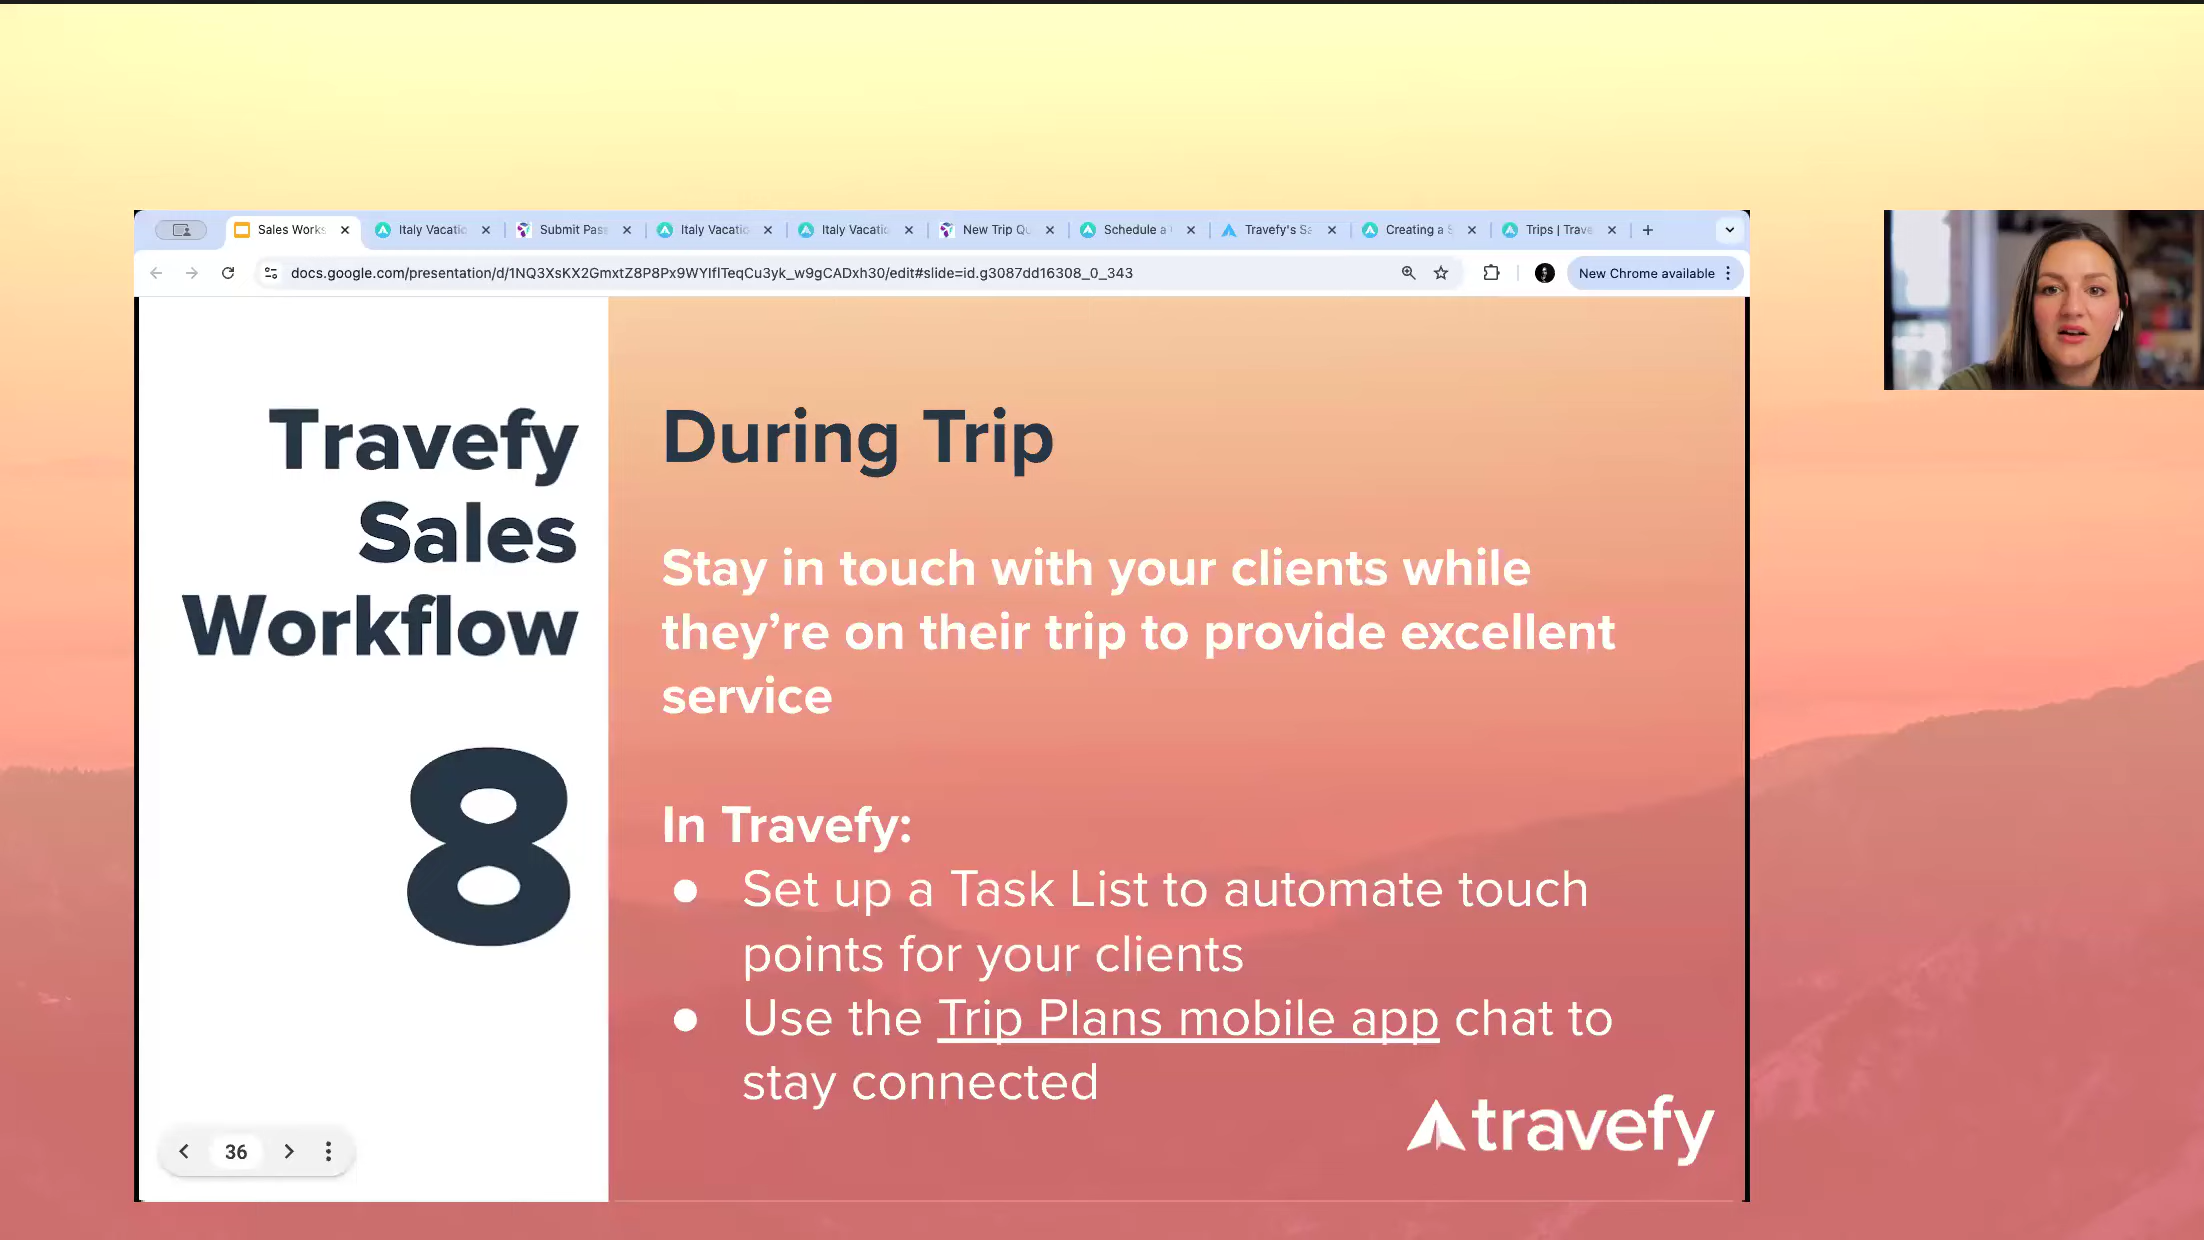 Sales Works
Italy Vacatio
Submit Pass
Italy Vacatio
Italy Vacatio
New Trip Qu
Schedule a
Travefy's Sa
Creating a S
Trips | Trave
docs.google.com/presentation/d/1NQ3XsKX2GmxtZ8P8Px9WYIflTeqCu3yk_w9gCADxh30/edit#slide=id.g3087dd16308_0_343
New Chrome available
Travefy
Sales
Workflow
8
36
During Trip
Stay in touch with your clients while
they’re on their trip to provide excellent
service
In Travefy:
● Set up a Task List to automate touch
points for your clients
● Use the Trip Plans mobile app chat to
stay connected
travefy